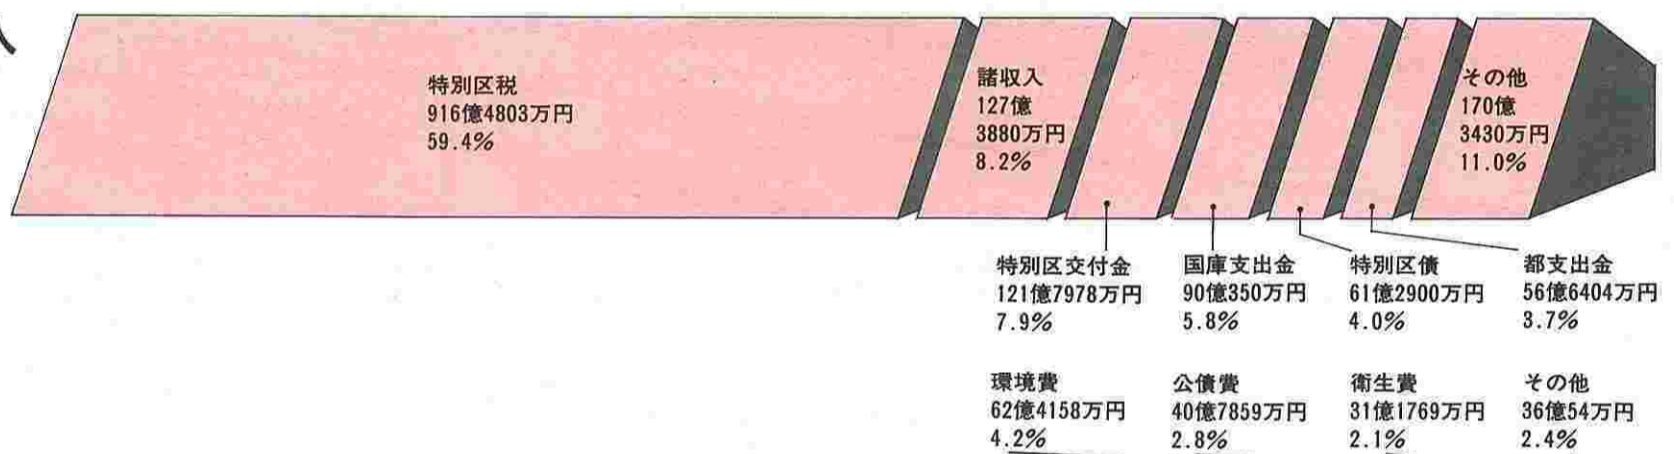 特別区税
916億4803万円
59.4%
諸収入
127億
3880万円
8.2%
その他
170億
3430万円
11.0%
特別区交付金
121億7978万円
7.9%
国庫支出金
90億350万円
5.8%
特別区債
61億2900万円
4.0%
都支出金
56億6404万円
3.7%
環境費
62億4158万円
4.2%
公債費
40億7859万円
2.8%
衛生費
31億1769万円
2.1%
その他
36億54万円
2.4%